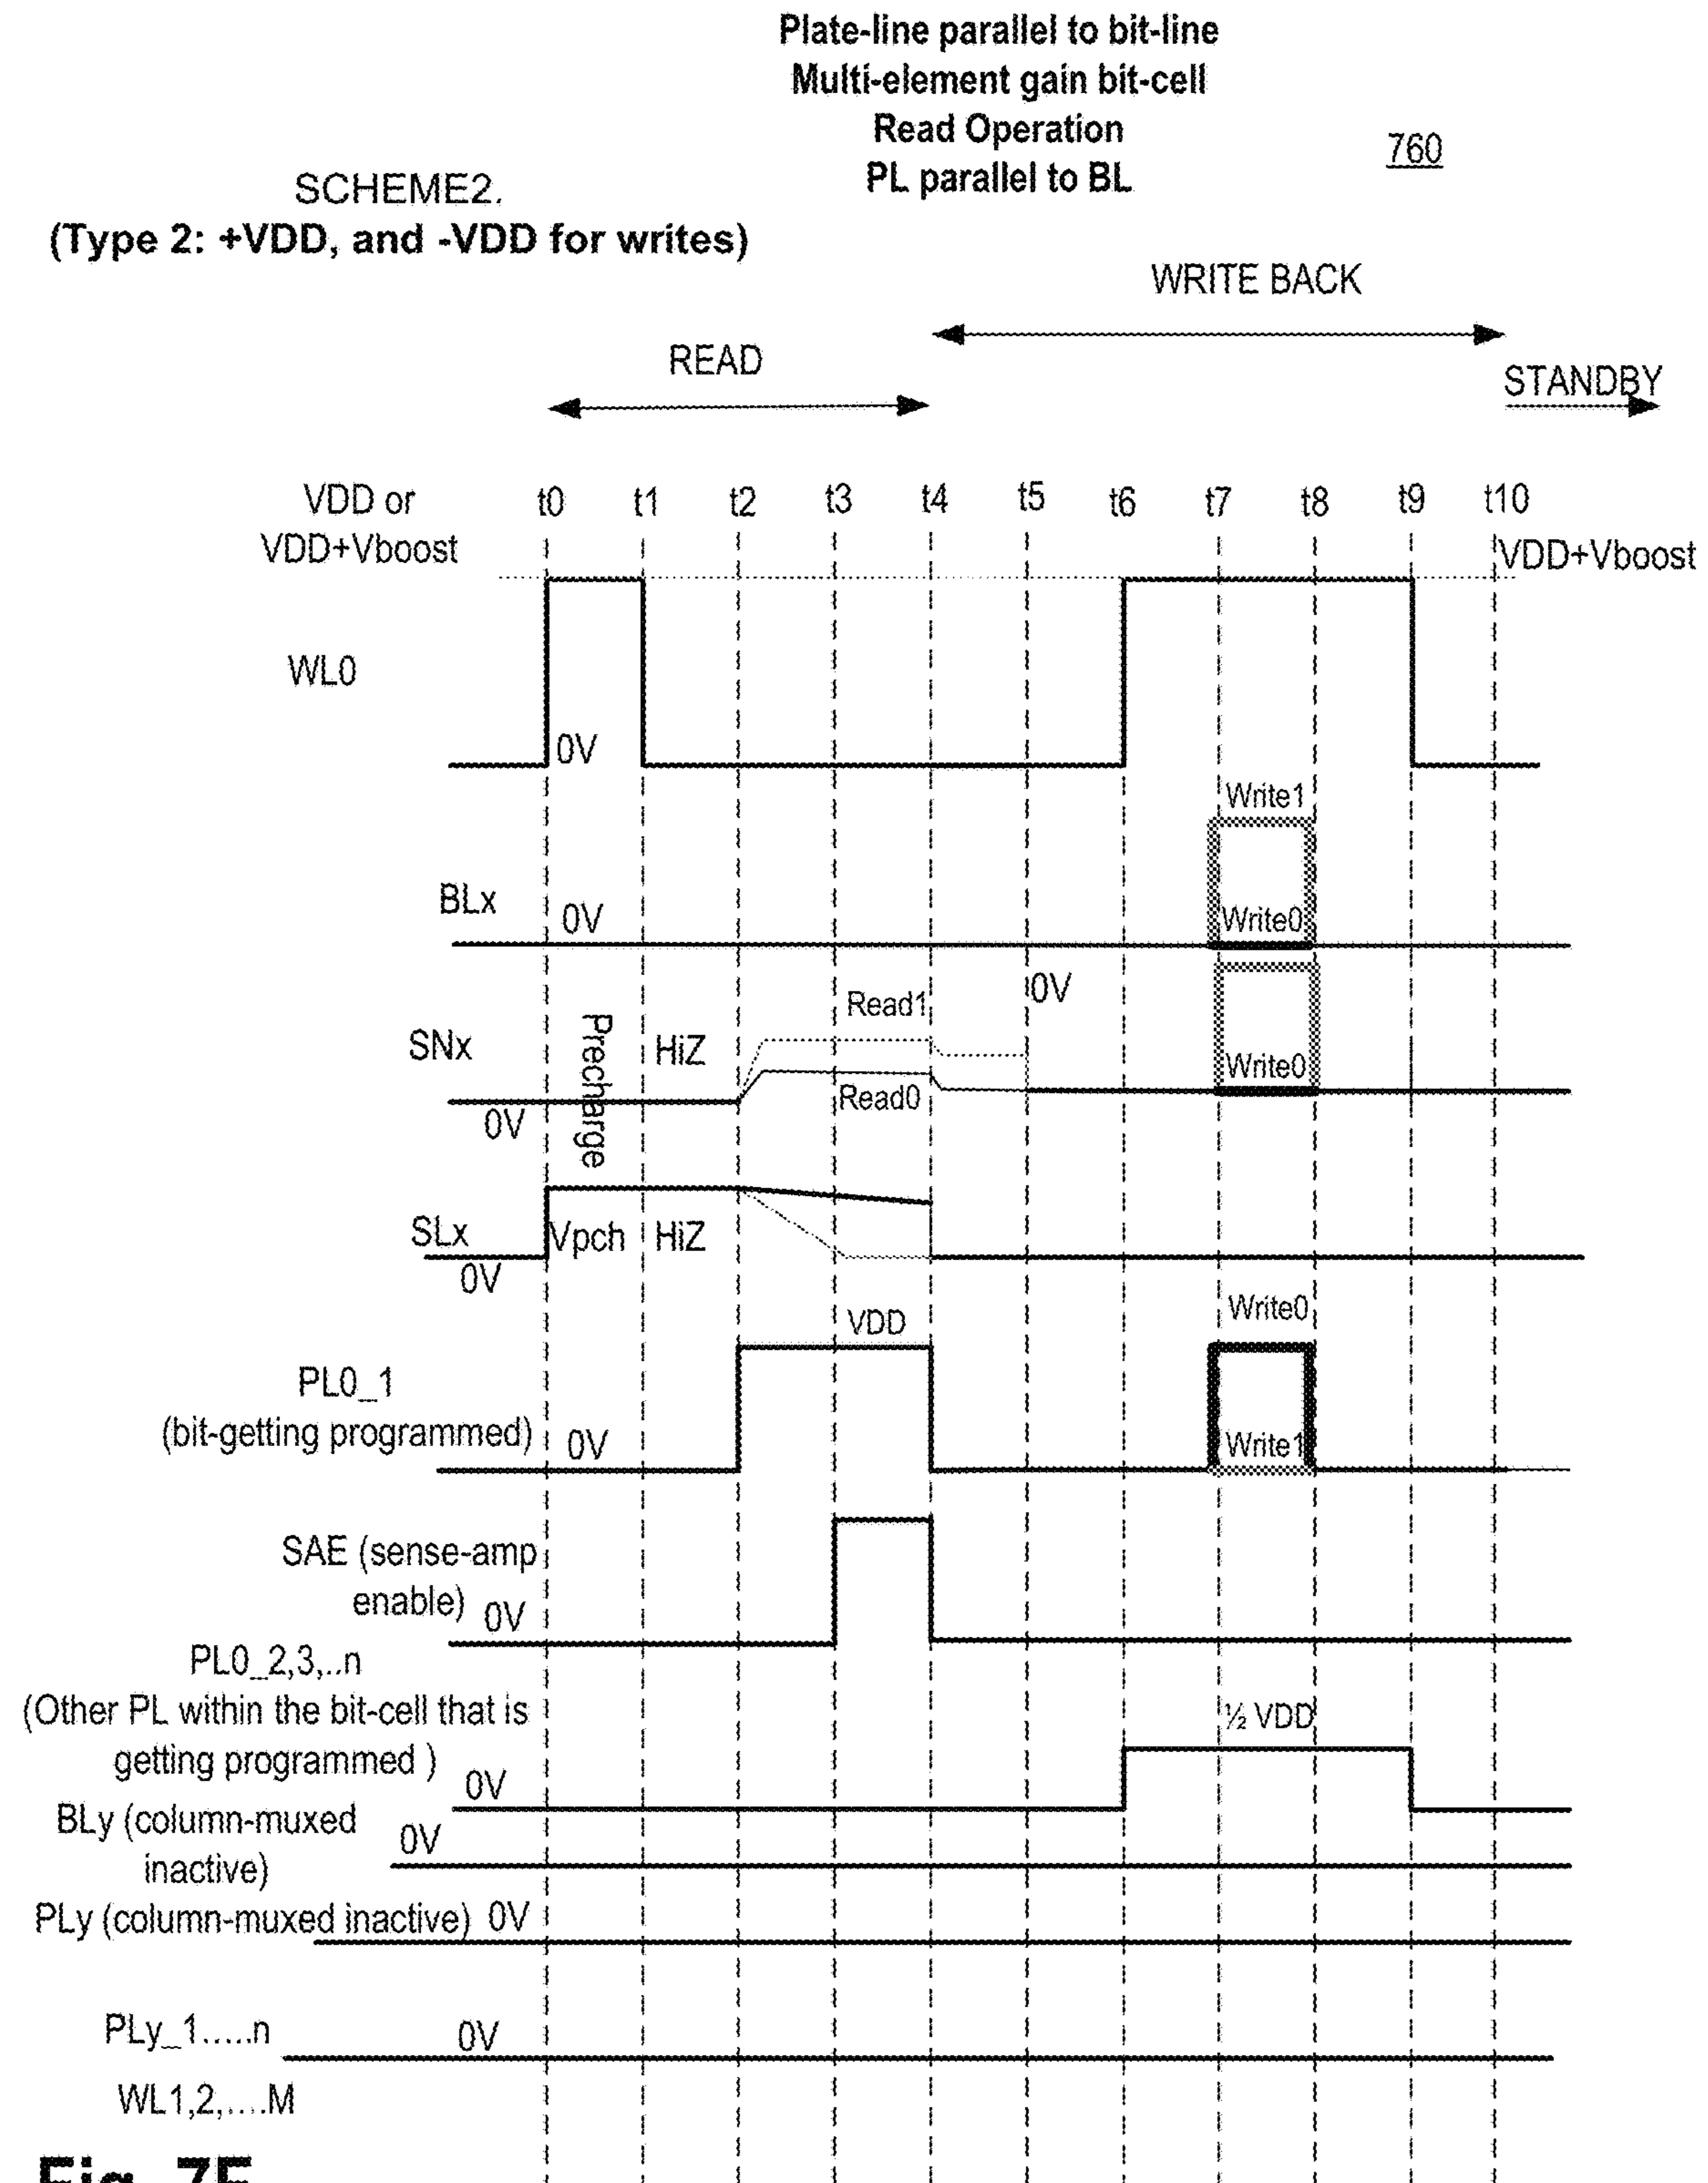 Plate-line parallel to bit-line
Multi-element gain bit-cell
Read Operation
PL parallel to BL
760
SCHEME2.
(Type 2: +VDD, and -VDD for writes)
WRITE BACK
READ
STANDBY
VDD or
VDD+Vboost
t0 t1 t2 t3 t4 t5 t6 t7 t8 t9 t10
VDD+Vboost
WL0
0V
Write1
BLx
0V
Write0
0V
Read1
SNx
Precharge
HiZ
Write0
Read0
0V
SLx
Vpch HiZ
0V
Write0
VDD
PL0_1
(bit-getting programmed)
0V
Write1
SAE (sense-amp
enable)
0V
PL0_2,3,..n
(Other PL within the bit-cell that is
getting programmed )
½ VDD
0V
BLy (column-muxed
inactive)
0V
PLy (column-muxed inactive) 0V
PLy_1.....n
0V
WL1,2,....M